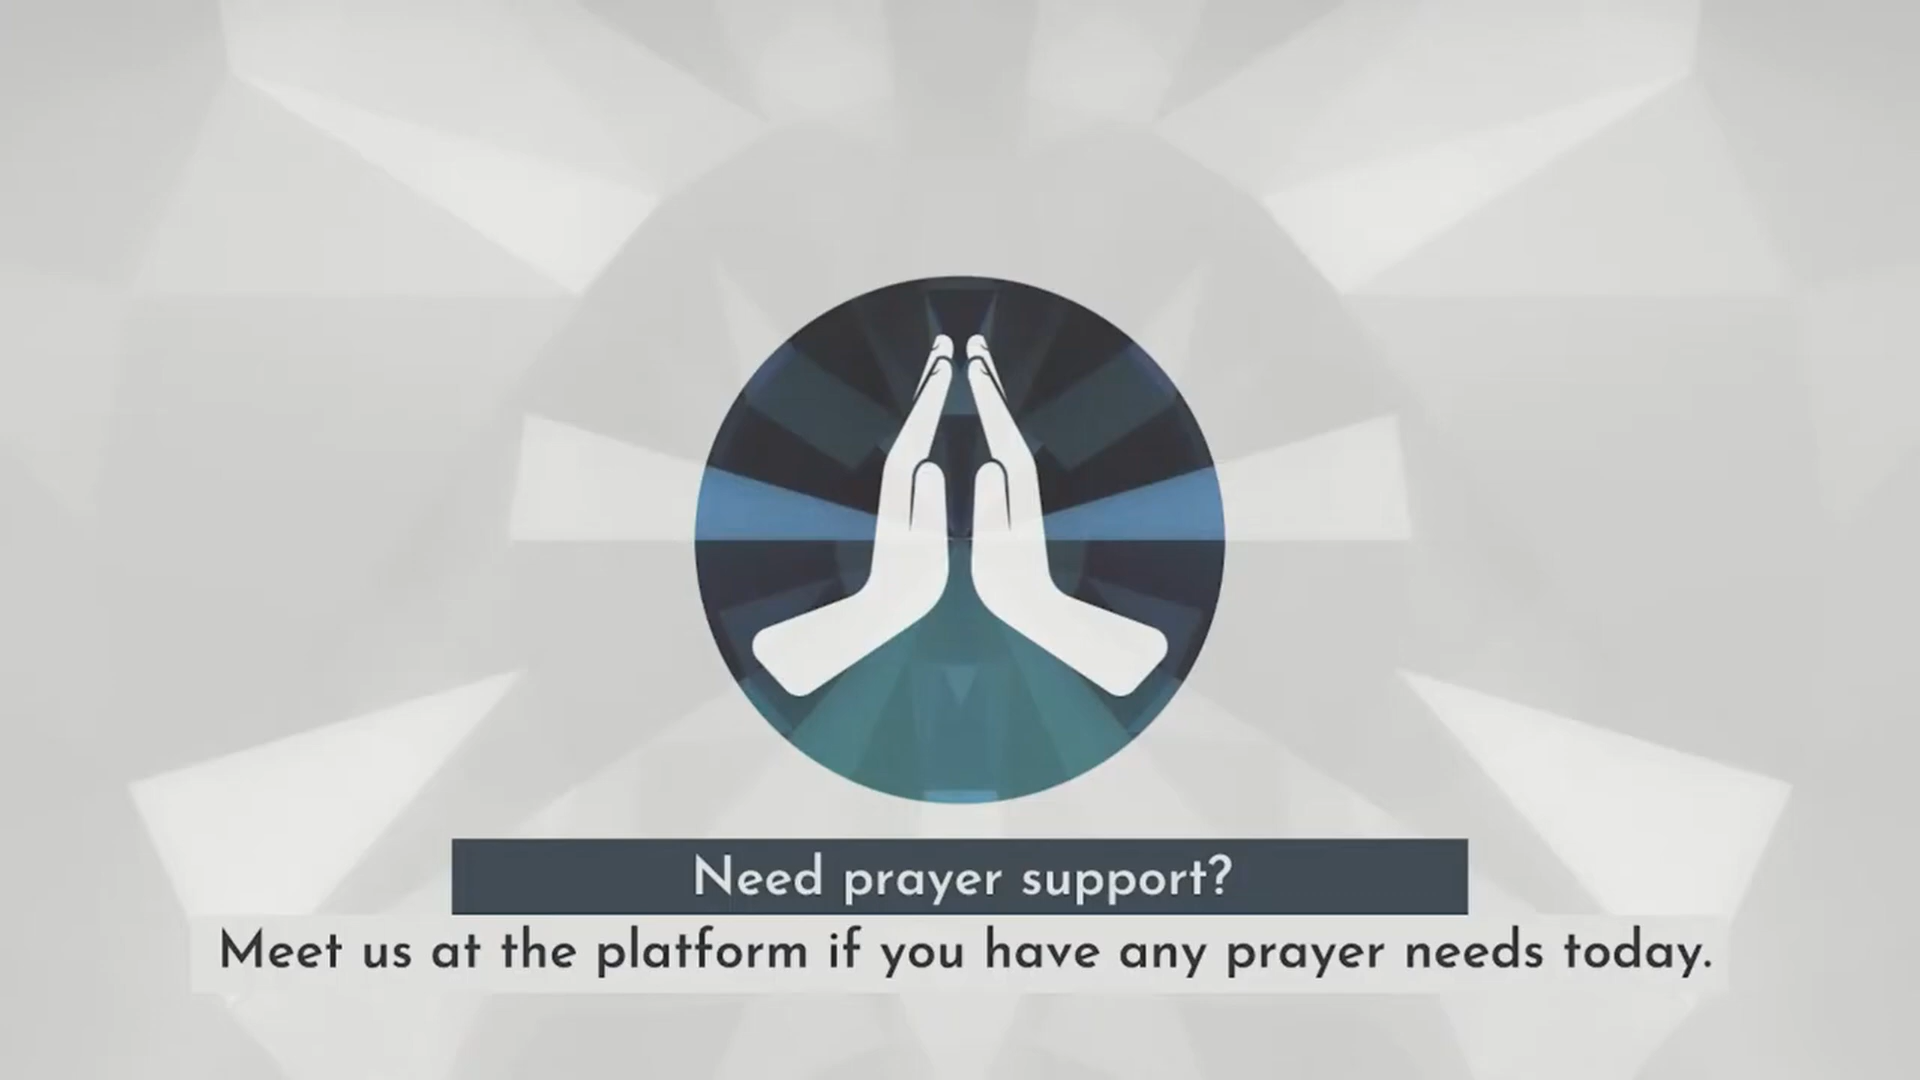 Need prayer support?
Meet us at the platform if you have any prayer needs today.